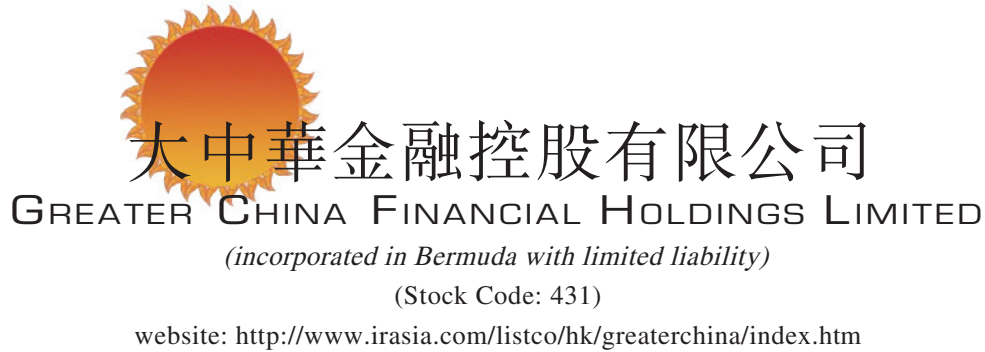 大中華金融控股有限公司
GREATER CHINA FINANCIAL HOLDINGS LIMITED
(incorporated in Bermuda with limited liability)
(Stock Code: 431)
website: http://www.irasia.com/listco/hk/greaterchina/index.htm